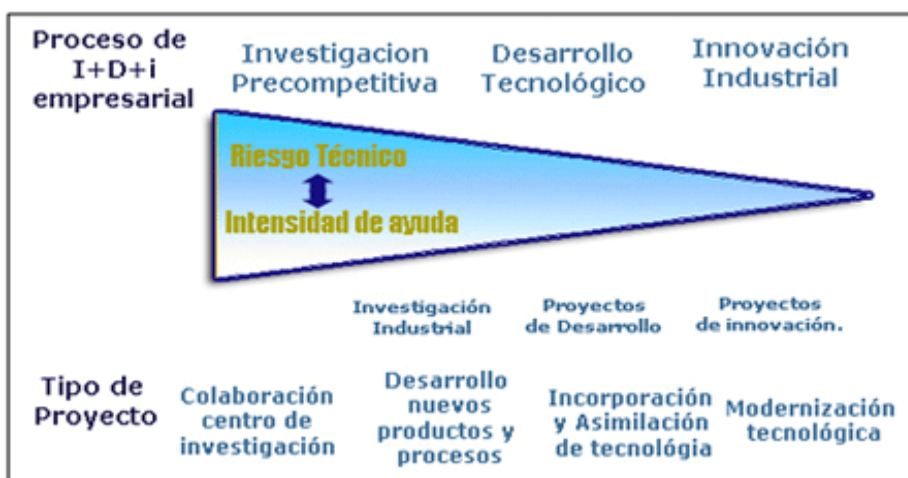 Proceso de
I+D+i
empresarial
Investigacion
Precompetitiva
Desarrollo
Tecnológico
Innovación
Industrial
Riesgo Técnico
Intensidad de ayuda
Investigación
Industrial
Proyectos
de Desarrollo
Proyectos
de innovación.
Tipo de
Proyecto
Colaboración
centro de
investigación
Desarrollo
nuevos
productos y
procesos
Incorporación
y Asimilación
de tecnológia
Modernización
tecnológica